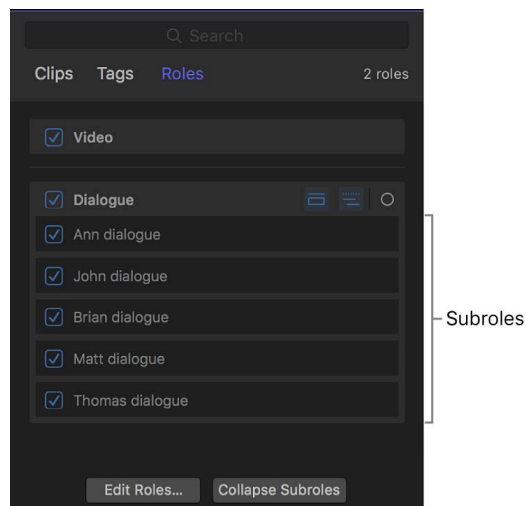 Search
Clips Tags Roles 2 roles
Video
Dialogue
Ann dialogue
John dialogue
Brian dialogue
Matt dialogue
Thomas dialogue
Subroles
Edit Roles... Collapse Subroles